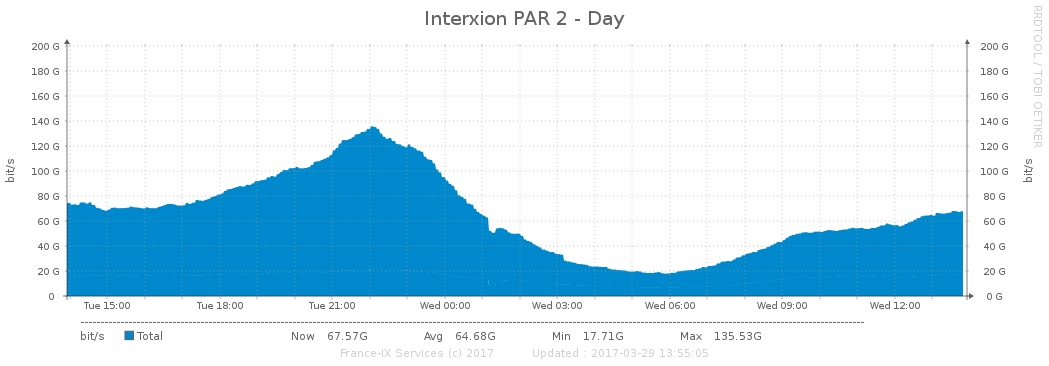 Interxion PAR 2 - Day
RRDTOOL / TOBI OETIKER
200 G 200 G
180 G 180 G
160 G 160 G
140 G 140 G
120 G 120 G
100 G 100 G
80 G 80 G
60 G 60 G
40 G 40 G
20 G 20 G
0 0 G
bit/s bit/s
Tue 15:00 Tue 18:00 Tue 21:00 Wed 00:00 Wed 03:00 Wed 06:00 Wed 09:00 Wed 12:00
bit/s Total Now 67.57G Avg 64.68G Min 17.71G Max 135.53G
France-IX Services (c) 2017 Updated : 2017-03-29 13:55:05